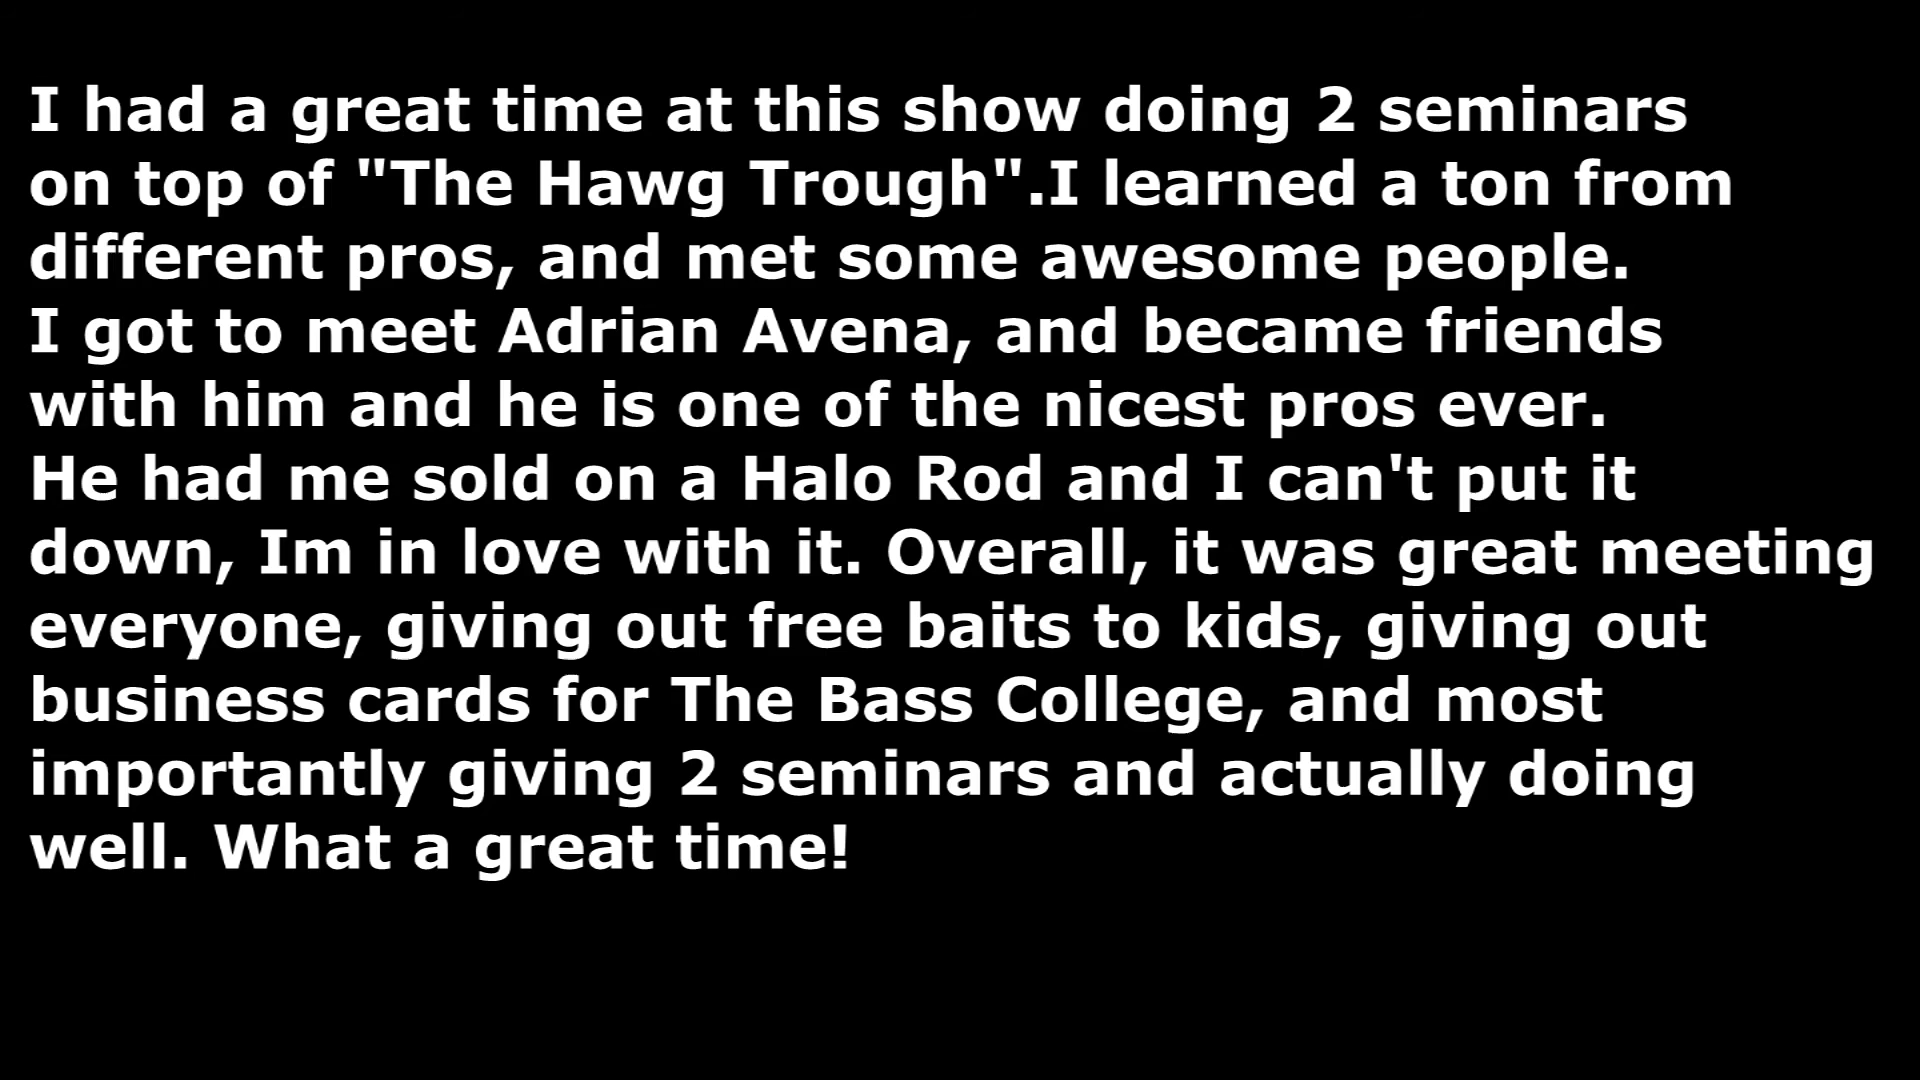 I had a great time at this show doing 2 seminars
on top of "The Hawg Trough".I learned a ton from
different pros, and met some awesome people.
I got to meet Adrian Avena, and became friends
with him and he is one of the nicest pros ever.
He had me sold on a Halo Rod and I can't put it
down, Im in love with it. Overall, it was great meeting
everyone, giving out free baits to kids, giving out
business cards for The Bass College, and most
importantly giving 2 seminars and actually doing
well. What a great time!